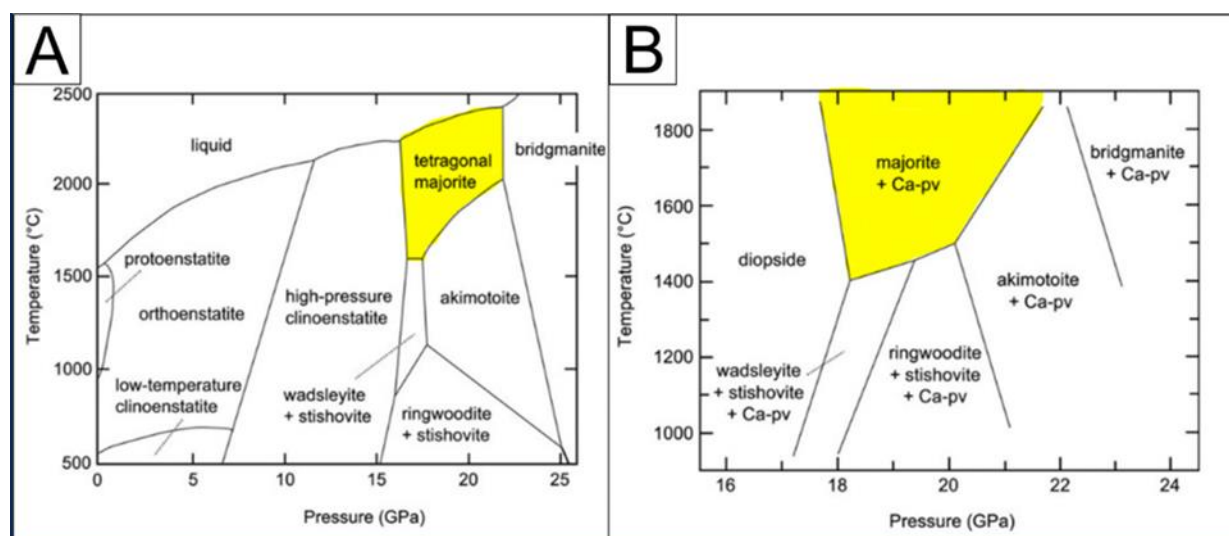 A
2500
2000
1500
1000
500
Temperature (°C)
0
5
10
15
20
25
Pressure (GPa)
liquid
tetragonal
majorite
bridgmanite
protoenstatite
orthoenstatite
high-pressure
clinoenstatite
akimotoite
low-temperature
clinoenstatite
wadsleyite
+ stishovite
ringwoodite
+ stishovite
B
1800
1600
1400
1200
1000
Temperature (°C)
16
18
20
22
24
Pressure (GPa)
majorite
+ Ca-pv
bridgmanite
+ Ca-pv
diopside
akimotoite
+ Ca-pv
wadsleyite
+ stishovite
+ Ca-pv
ringwoodite
+ stishovite
+ Ca-pv